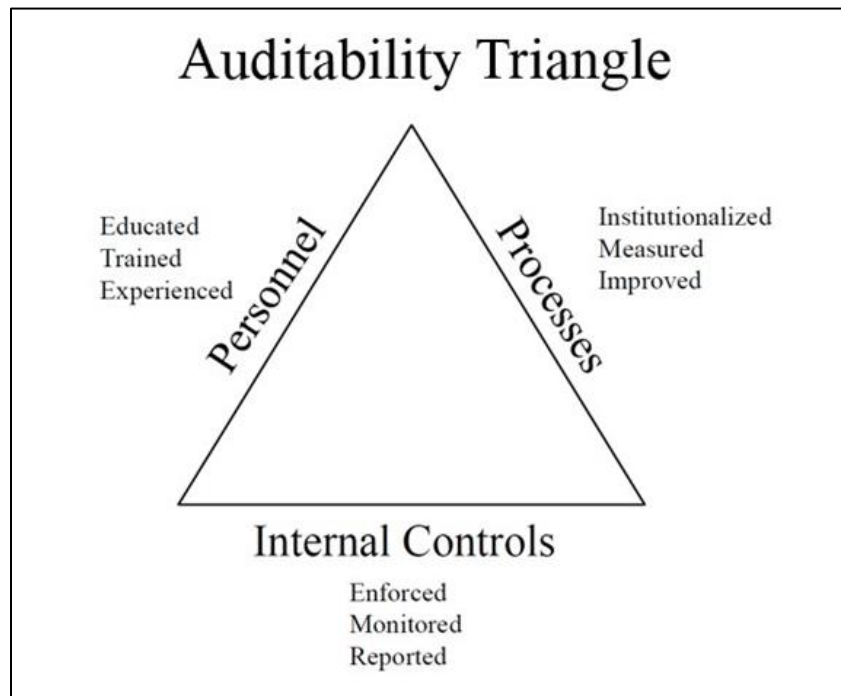 Auditability Triangle
Personnel
Educated
Trained
Experienced
Processes
Institutionalized
Measured
Improved
Internal Controls
Enforced
Monitored
Reported